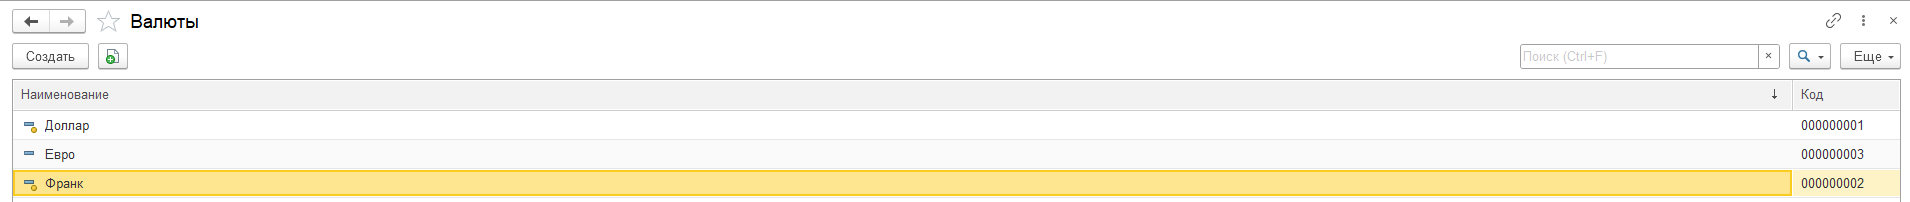 Валюты
Создать
Поиск (Ctrl+F)
Еще
Наименование
Код
Доллар 000000001
Евро 000000003
Франк 000000002